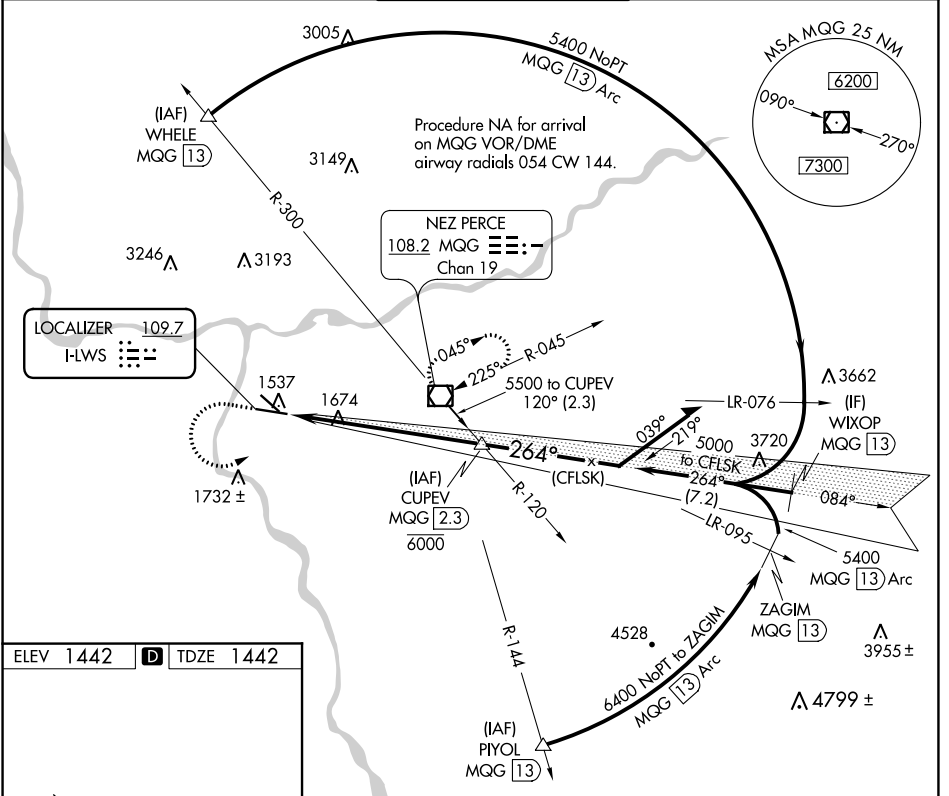 3005
5400 NoPT
MQG 13 Arc
MSA MQG 25 NM
6200
090°
270°
7300
(IAF)
WHELE
MQG 13
Procedure NA for arrival
on MQG VOR/DME
airway radials 054 CW 144.
3149
R-300
NEZ PERCE
108.2 MQG
Chan 19
3246
3193
LOCALIZER 109.7
I-LWS
045°
R-045
225°
5500 to CUPEV
120° (2.3)
1537
1674
3662
LR-076
(IF)
WIXOP
MQG 13
039°
219°
5000
to CFLSK
3720
264°
x
(CFLSK)
264°
(7.2)
084°
1732 ±
(IAF)
CUPEV
MQG 2.3
6000
R-120
LR-095
5400
MQG 13 Arc
ZAGIM
MQG 13
R-144
4528
3955 ±
6400 NoPT to ZAGIM
MQG 13 Arc
4799 ±
ELEV 1442 D TDZE 1442
(IAF)
PIYOL
MQG 13